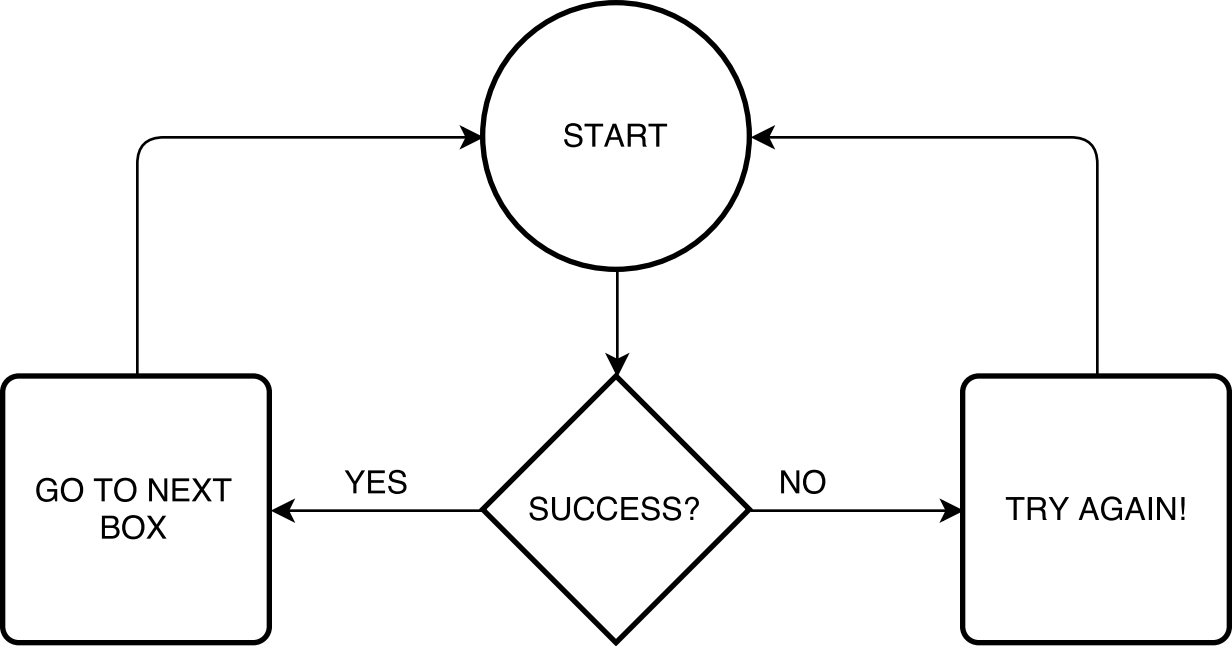 START
YES
NO
GO TO NEXT
BOX
SUCCESS?
TRY AGAIN!